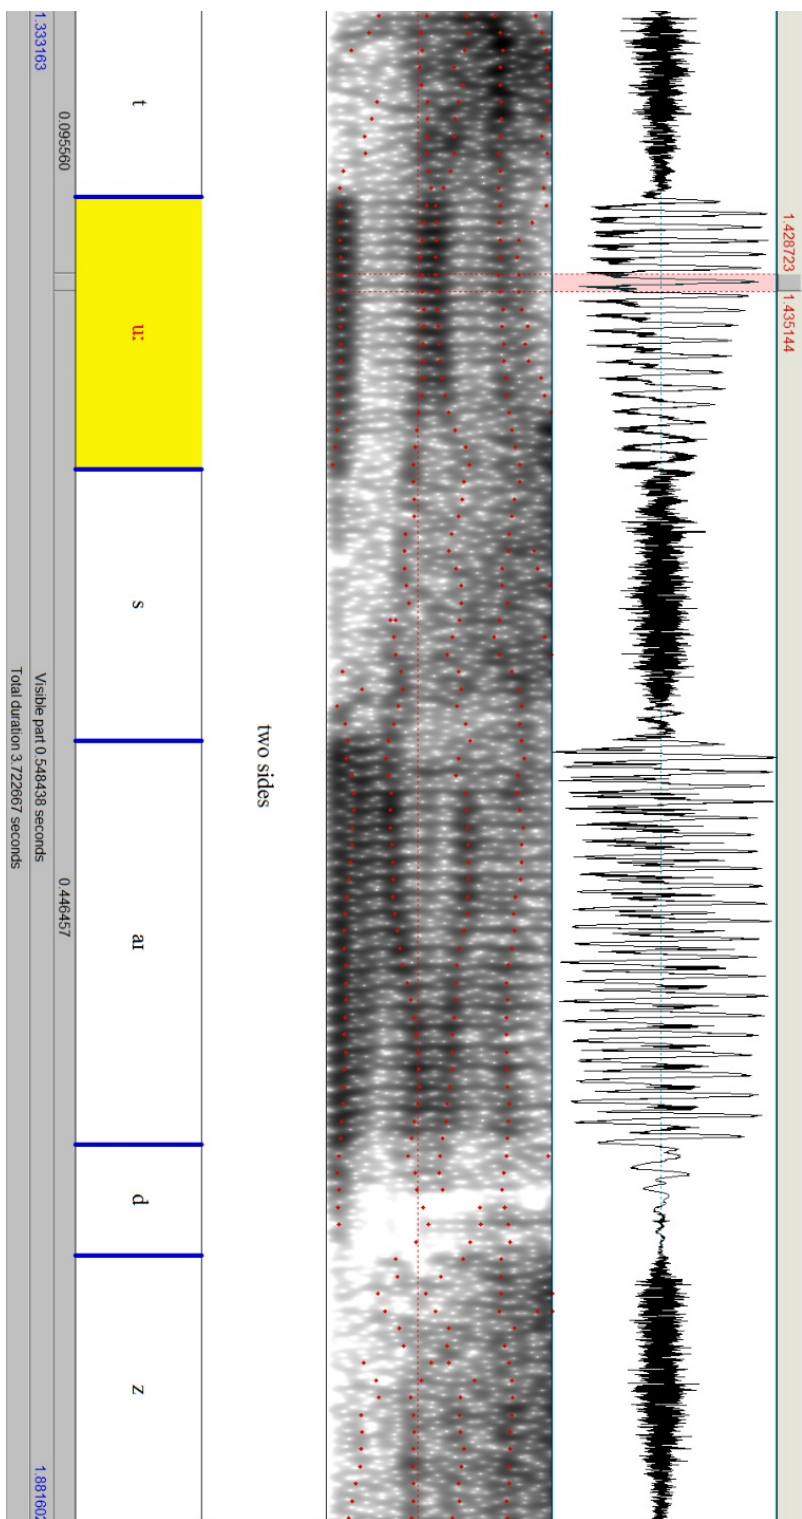 1.428723
1.435144
two sides
t
uː
s
aɪ
d
z
0.095560
0.446457
1.333163
Visible part 0.548438 seconds
1.881602
Total duration 3.722667 seconds